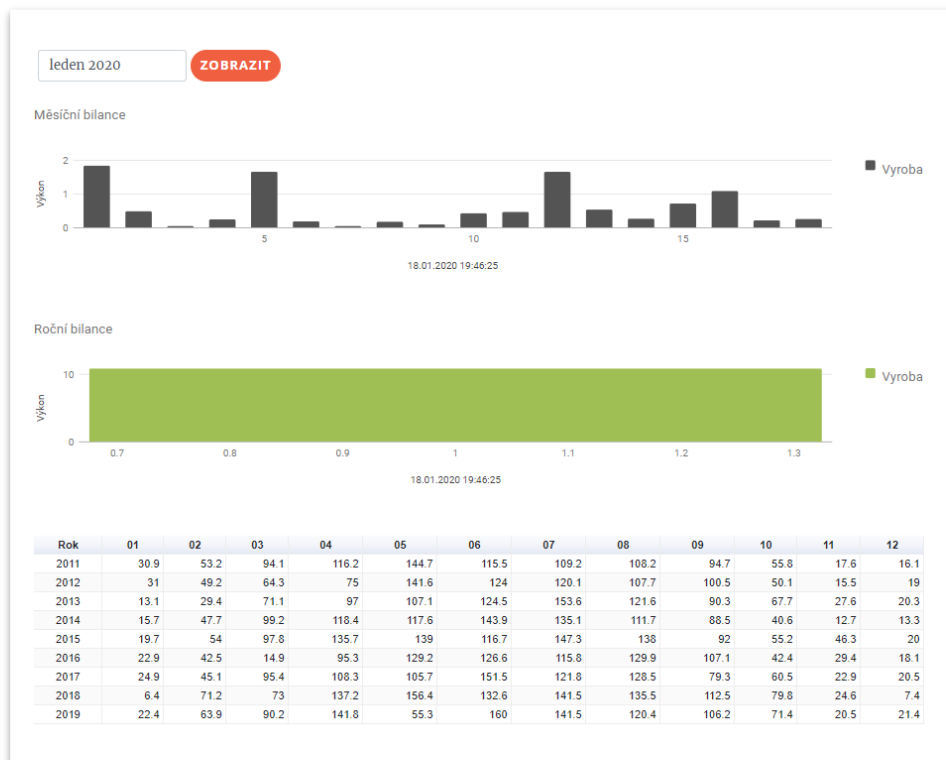 leden 2020 ZOBRAZIT
Měsíční bilance
2
Vyroba
Výkon
1
0
5 10 15
18.01.2020 19:46:25
Roční bilance
10
Vyroba
Výkon
0
0.7 0.8 0.9 1 1.1 1.2 1.3
18.01.2020 19:46:25
Rok 01 02 03 04 05 06 07 08 09 10 11 12
2011 30.9 53.2 94.1 116.2 144.7 115.5 109.2 108.2 94.7 55.8 17.6 16.1
2012 31 49.2 64.3 75 141.6 124 120.1 107.7 100.5 50.1 15.5 19
2013 13.1 29.4 71.1 97 107.1 124.5 153.6 121.6 90.3 67.7 27.6 20.3
2014 15.7 47.7 99.2 118.4 117.6 143.9 135.1 111.7 88.5 40.6 12.7 13.3
2015 19.7 54 97.8 135.7 139 116.7 147.3 138 92 55.2 46.3 20
2016 22.9 42.5 14.9 95.3 129.2 126.6 115.8 129.9 107.1 42.4 29.4 18.1
2017 24.9 45.1 95.4 108.3 105.7 151.5 121.8 128.5 79.3 60.5 22.9 20.5
2018 6.4 71.2 73 137.2 156.4 132.6 141.5 135.5 112.5 79.8 24.6 7.4
2019 22.4 63.9 90.2 141.8 55.3 160 141.5 120.4 106.2 71.4 20.5 21.4